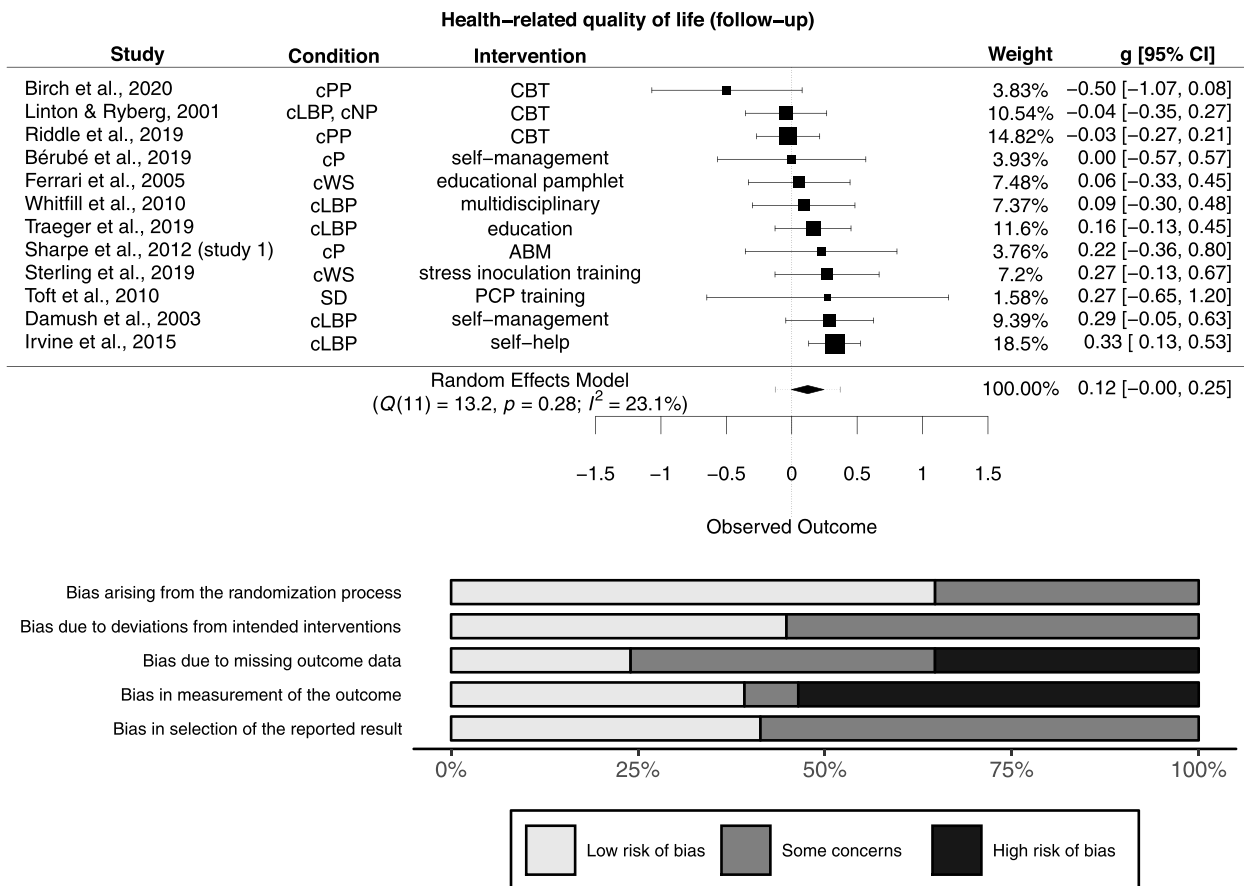 Health−related quality of life (follow−up)
Study Condition Intervention Weight g [95% CI]
Birch et al., 2020 cPP CBT 3.83% −0.50 [−1.07, 0.08]
Linton & Ryberg, 2001 cLBP, cNP CBT 10.54% −0.04 [−0.35, 0.27]
Riddle et al., 2019 cPP CBT 14.82% −0.03 [−0.27, 0.21]
Bérubé et al., 2019 cP self−management 3.93% 0.00 [−0.57, 0.57]
Ferrari et al., 2005 cWS educational pamphlet 7.48% 0.06 [−0.33, 0.45]
Whitfill et al., 2010 cLBP multidisciplinary 7.37% 0.09 [−0.30, 0.48]
Traeger et al., 2019 cLBP education 11.6% 0.16 [−0.13, 0.45]
Sharpe et al., 2012 (study 1) cP ABM 3.76% 0.22 [−0.36, 0.80]
Sterling et al., 2019 cWS stress inoculation training 7.2% 0.27 [−0.13, 0.67]
Toft et al., 2010 SD PCP training 1.58% 0.27 [−0.65, 1.20]
Damush et al., 2003 cLBP self−management 9.39% 0.29 [−0.05, 0.63]
Irvine et al., 2015 cLBP self−help 18.5% 0.33 [ 0.13, 0.53]
Random Effects Model 100.00% 0.12 [−0.00, 0.25]
(Q(11) = 13.2, p = 0.28; I² = 23.1%)
−1.5 −1 −0.5 0 0.5 1 1.5
Observed Outcome
Bias arising from the randomization process
Bias due to deviations from intended interventions
Bias due to missing outcome data
Bias in measurement of the outcome
Bias in selection of the reported result
0% 25% 50% 75% 100%
Low risk of bias Some concerns High risk of bias